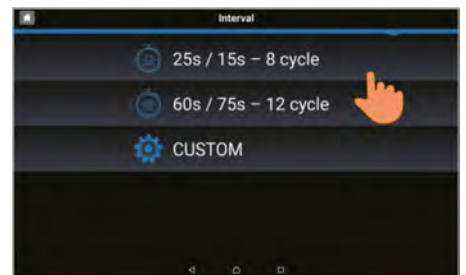 Interval
25s / 15s – 8 cycle
60s / 75s – 12 cycle
CUSTOM